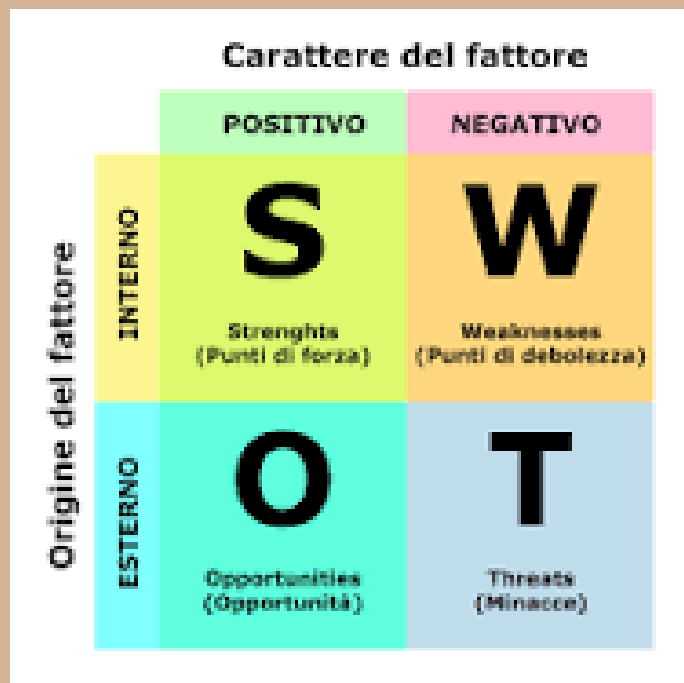 Carattere del fattore
POSITIVO
NEGATIVO
Origine del fattore
INTERNO
S
Strenghts
(Punti di forza)
W
Weaknesses
(Punti di debolezza)
ESTERNO
O
Opportunities
(Opportunità)
T
Threats
(Minacce)